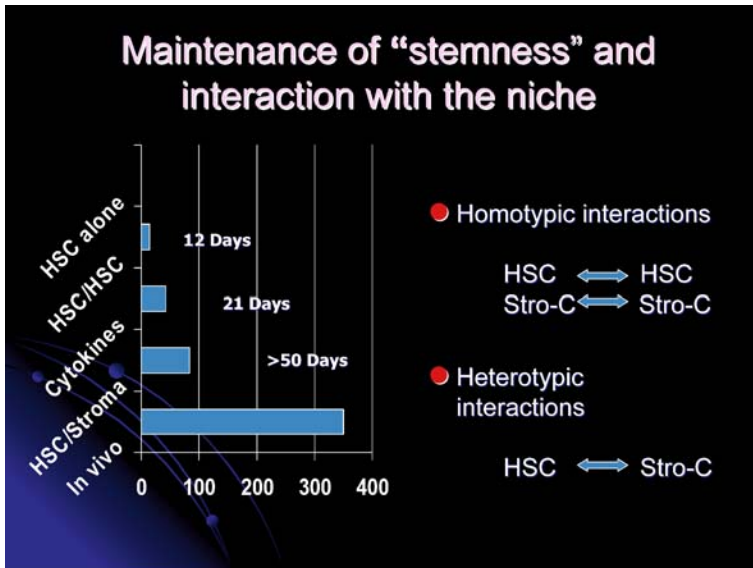 Maintenance of “stemness” and
interaction with the niche
HSC alone
HSC/HSC
Cytokines
HSC/Stroma
In vivo
12 Days
21 Days
>50 Days
0 100 200 300 400
Homotypic interactions
HSC HSC
Stro-C Stro-C
Heterotypic
interactions
HSC Stro-C